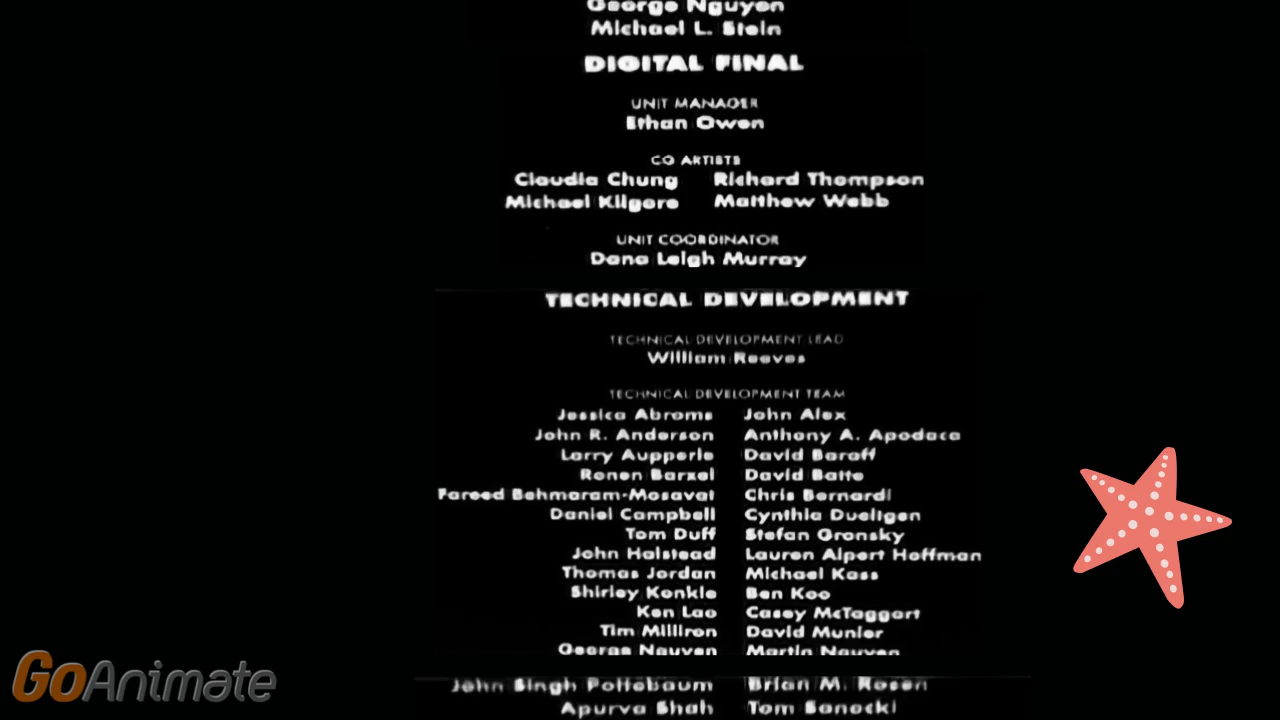 George Nguyen
Michael L. Stein
DIGITAL FINAL
UNIT MANAGER
Ethan Owen
CG ARTISTS
Claudia Chung Richard Thompson
Michael Kilgore Matthew Webb
UNIT COORDINATOR
Dana Leigh Murray
TECHNICAL DEVELOPMENT
TECHNICAL DEVELOPMENT LEAD
William Reeves
TECHNICAL DEVELOPMENT TEAM
Jessica Abroms John Alex
John R. Anderson Anthony A. Apodaca
Larry Aupperle David Baraff
Ronen Barzel David Batte
Fareed Behmaram-Mosavat Chris Bernardi
Daniel Campbell Cynthia Dueltgen
Tom Duff Stefan Gronsky
John Halstead Lauren Alpert Hoffman
Thomas Jordan Michael Kass
Shirley Konkle Ben Koo
Ken Lao Casey McTaggart
Tim Milliron David Munier
George Nguyen Martin Nguyen
John Singh Pottebaum Brian M. Rosen
Apurva Shah Tom Sanocki
GoAnimate